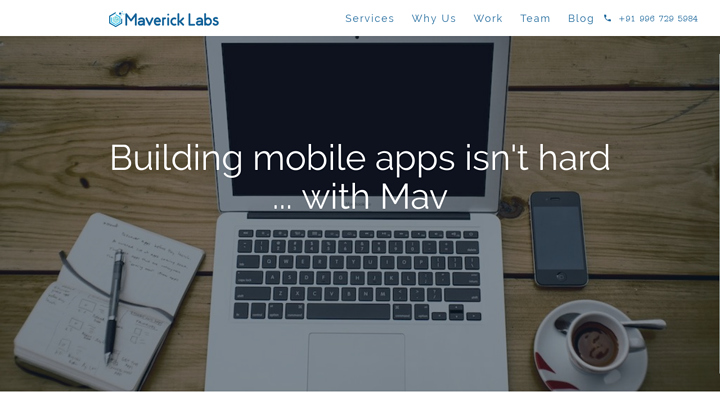 Maverick Labs
Services Why Us Work Team Blog +91 996 729 5984
Building mobile apps isn't hard
... with Mav